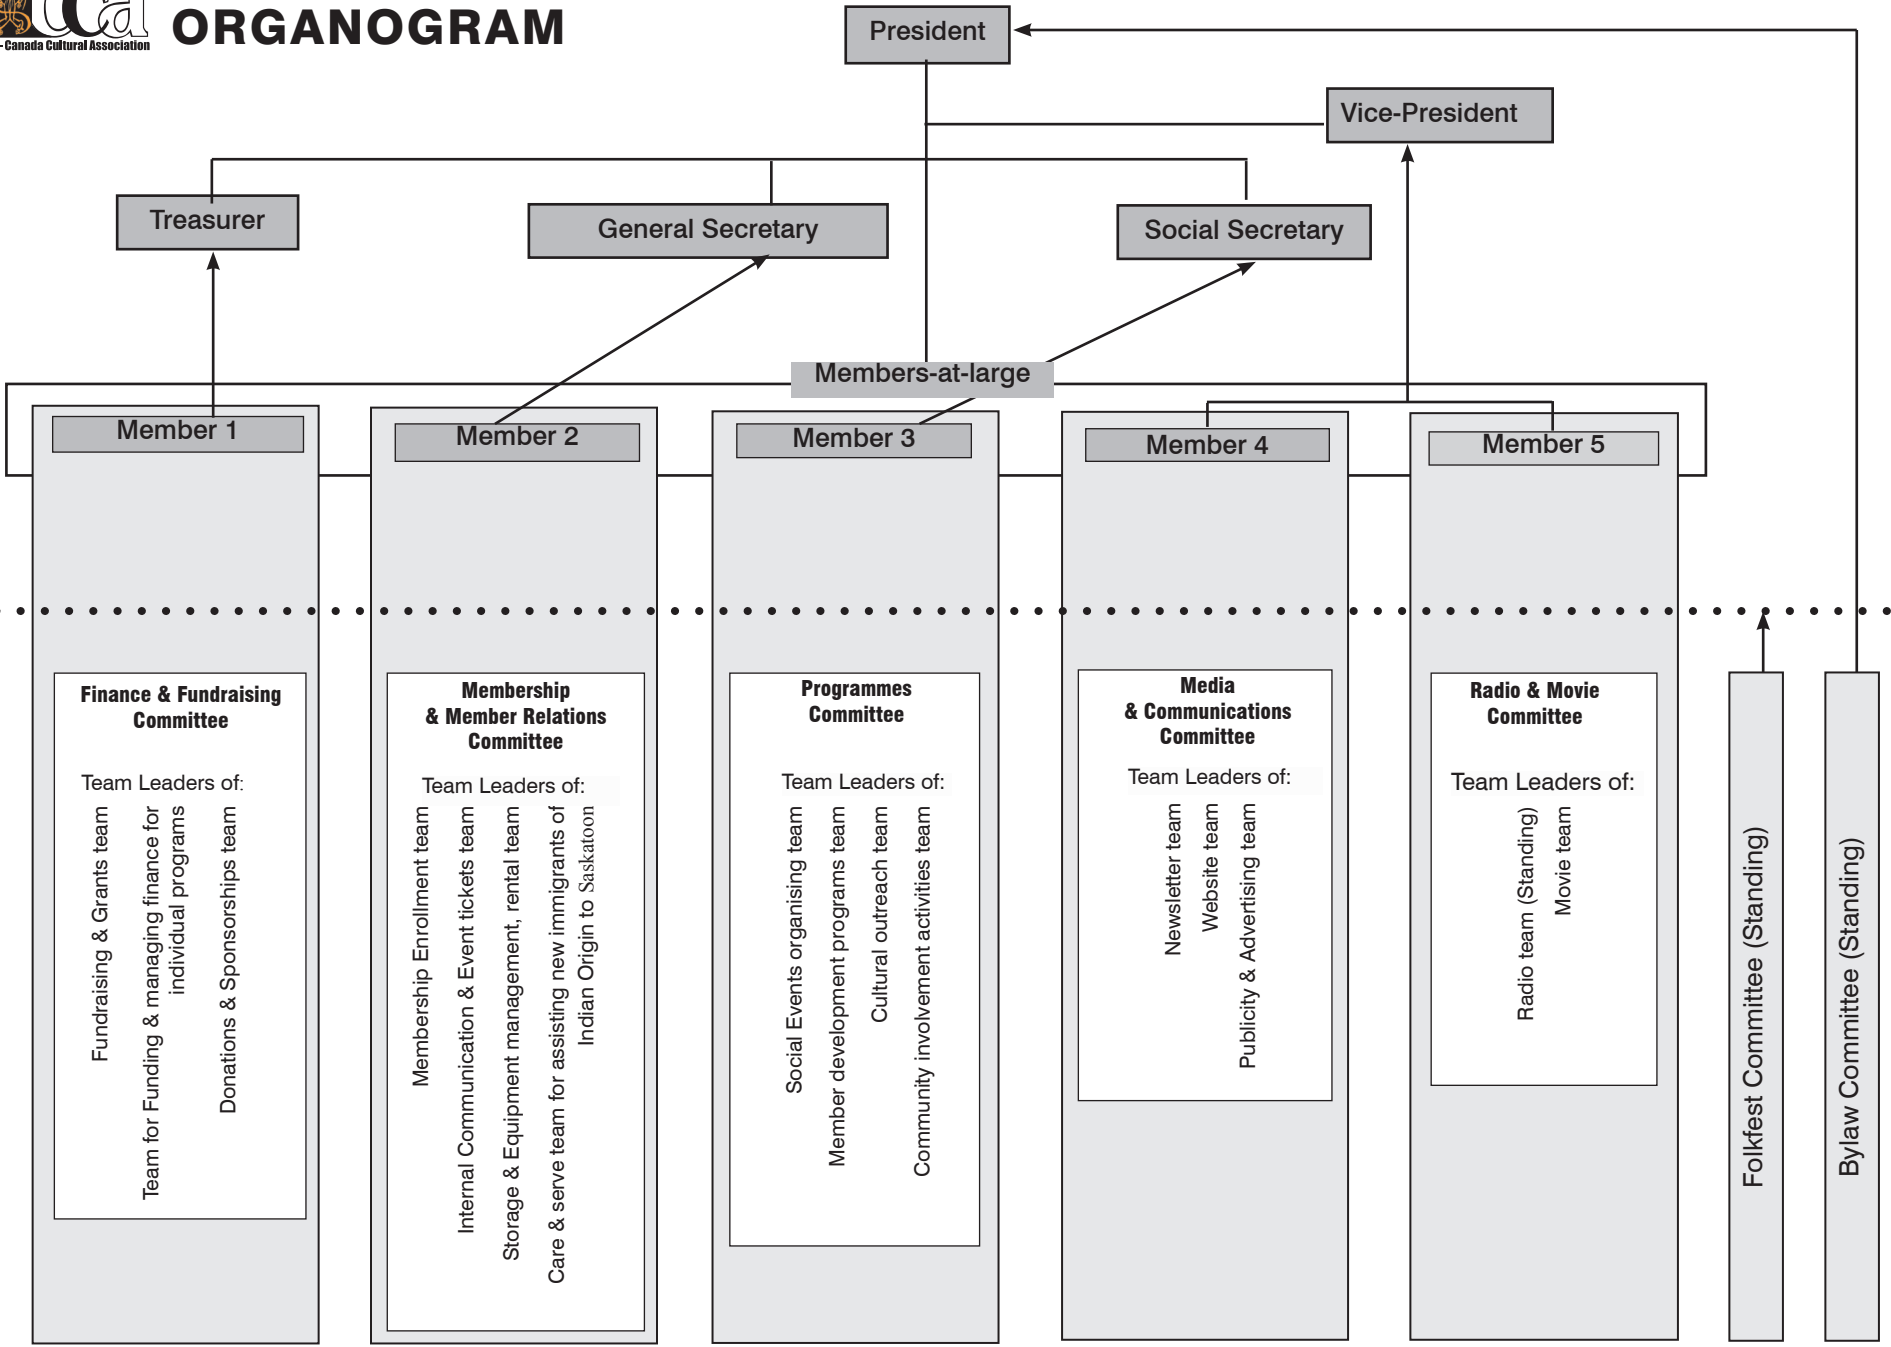 cca
-Canada Cultural Association
ORGANOGRAM
President
Vice-President
Treasurer
General Secretary
Social Secretary
Members-at-large
Member 1
Member 2
Member 3
Member 4
Member 5
Finance & Fundraising
Committee
Team Leaders of:
Fundraising & Grants team
Team for Funding & managing finance for
individual programs
Donations & Sponsorships team
Membership
& Member Relations
Committee
Team Leaders of:
Membership Enrollment team
Internal Communication & Event tickets team
Storage & Equipment management, rental team
Care & serve team for assisting new immigrants of
Indian Origin to Saskatoon
Programmes
Committee
Team Leaders of:
Social Events organising team
Member development programs team
Cultural outreach team
Community involvement activities team
Media
& Communications
Committee
Team Leaders of:
Newsletter team
Website team
Publicity & Advertising team
Radio & Movie
Committee
Team Leaders of:
Radio team (Standing)
Movie team
Folkfest Committee (Standing)
Bylaw Committee (Standing)